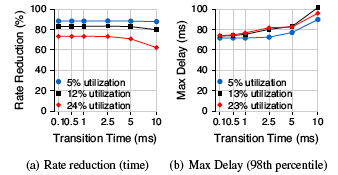 Rate Reduction (%)
100
80
60
40
20
0
5% utilization
12% utilization
24% utilization
0.1 0.5 1 2 5 10
Transition Time (ms)
(a) Rate reduction (time)
Max Delay (ms)
100
80
60
40
20
0
5% utilization
13% utilization
23% utilization
0.1 0.5 1 2 5 10
Transition Time (ms)
(b) Max Delay (98th percentile)